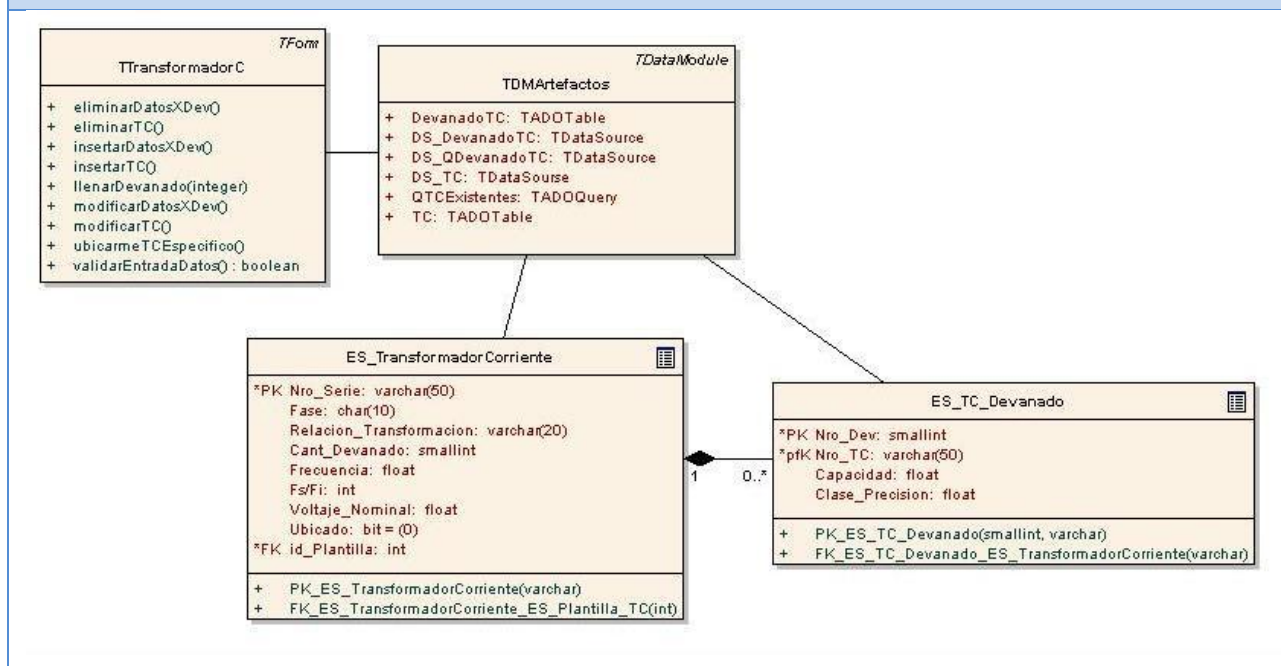 TForm
TTransformadorC
+ eliminarDatosXDev()
+ eliminarTC()
+ insertarDatosXDev()
+ insertarTC()
+ llenarDevanado(integer)
+ modificarDatosXDev()
+ modificarTC()
+ ubicarmeTCEspecifico()
+ validarEntradaDatos() : boolean
TDataModule
TDMArtefactos
+ DevanadoTC: TADOTable
+ DS_DevanadoTC: TDataSource
+ DS_QDevanadoTC: TDataSource
+ DS_TC: TDataSourse
+ QTCExistentes: TADOQuery
+ TC: TADOTable
ES_TransformadorCorriente
*PK Nro_Serie: varchar(50)
Fase: char(10)
Relacion_Transformacion: varchar(20)
Cant_Devanado: smallint
Frecuencia: float
Fs/Fi: int
Voltaje_Nominal: float
Ubicado: bit = (0)
*FK id_Plantilla: int
+ PK_ES_TransformadorCorriente(varchar)
+ FK_ES_TransformadorCorriente_ES_Plantilla_TC(int)
1
0..*
ES_TC_Devanado
*PK Nro_Dev: smallint
*pfK Nro_TC: varchar(50)
Capacidad: float
Clase_Precision: float
+ PK_ES_TC_Devanado(smallint, varchar)
+ FK_ES_TC_Devanado_ES_TransformadorCorriente(varchar)